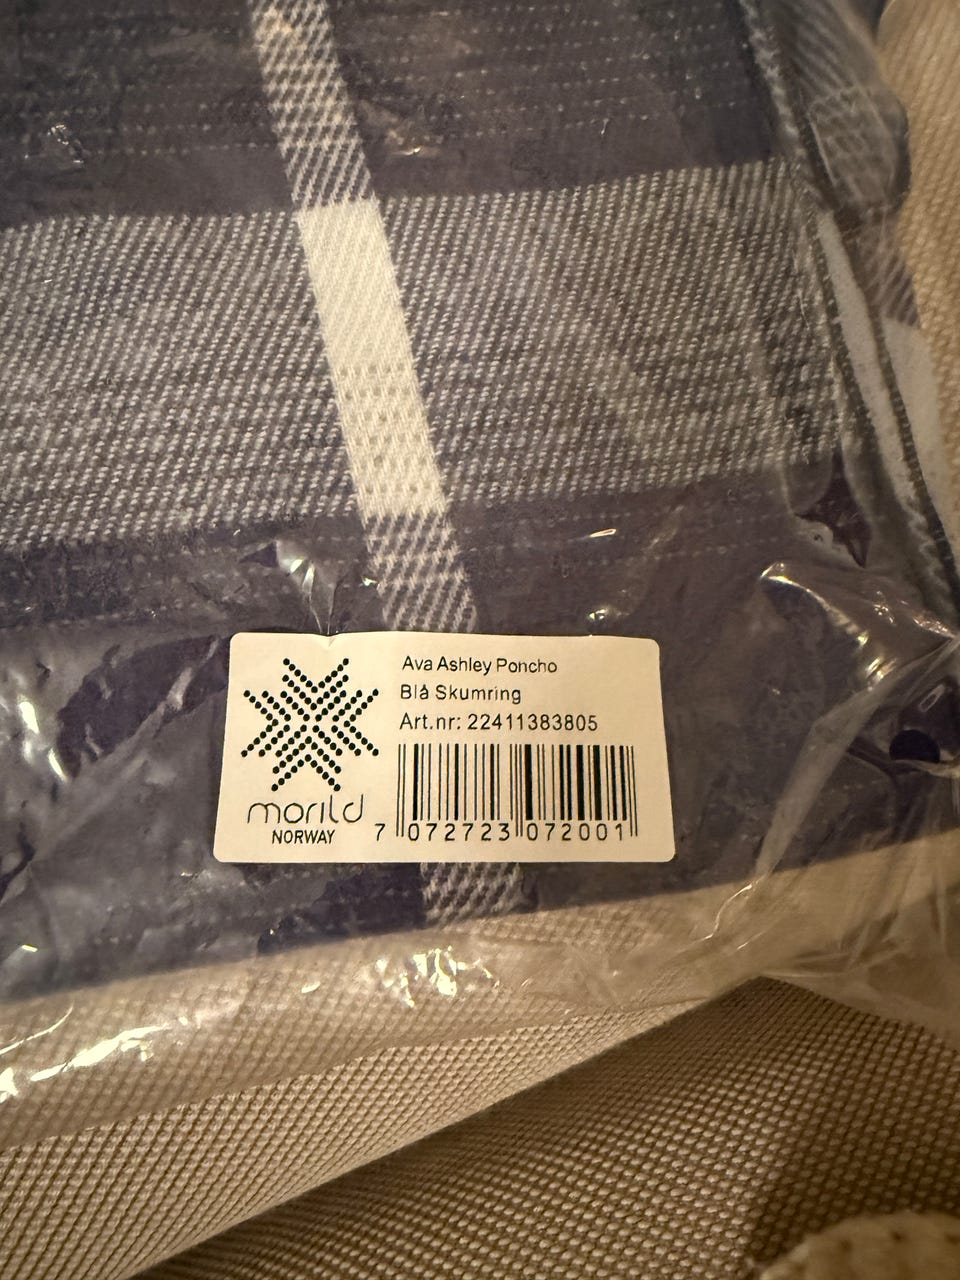 Ava Ashley Poncho
Blå Skumring
Art.nr: 22411383805
morild
NORWAY
7 072723 072001